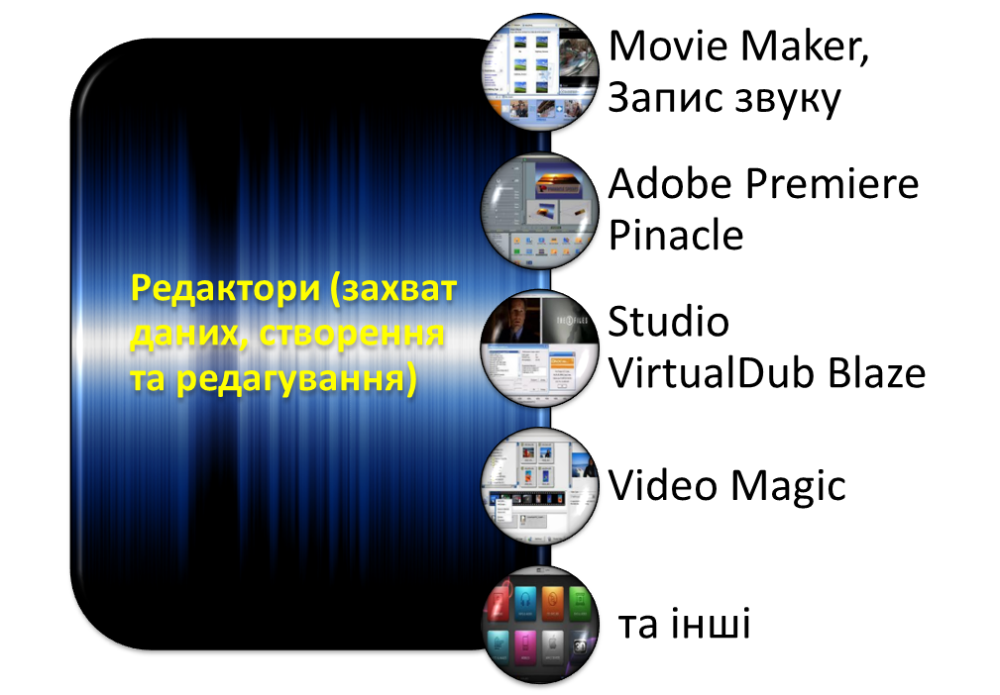 Редактори (захват
даних, створення
та редагування)
Movie Maker,
Запис звуку
Adobe Premiere
Pinacle
Studio
VirtualDub Blaze
Video Magic
та інші